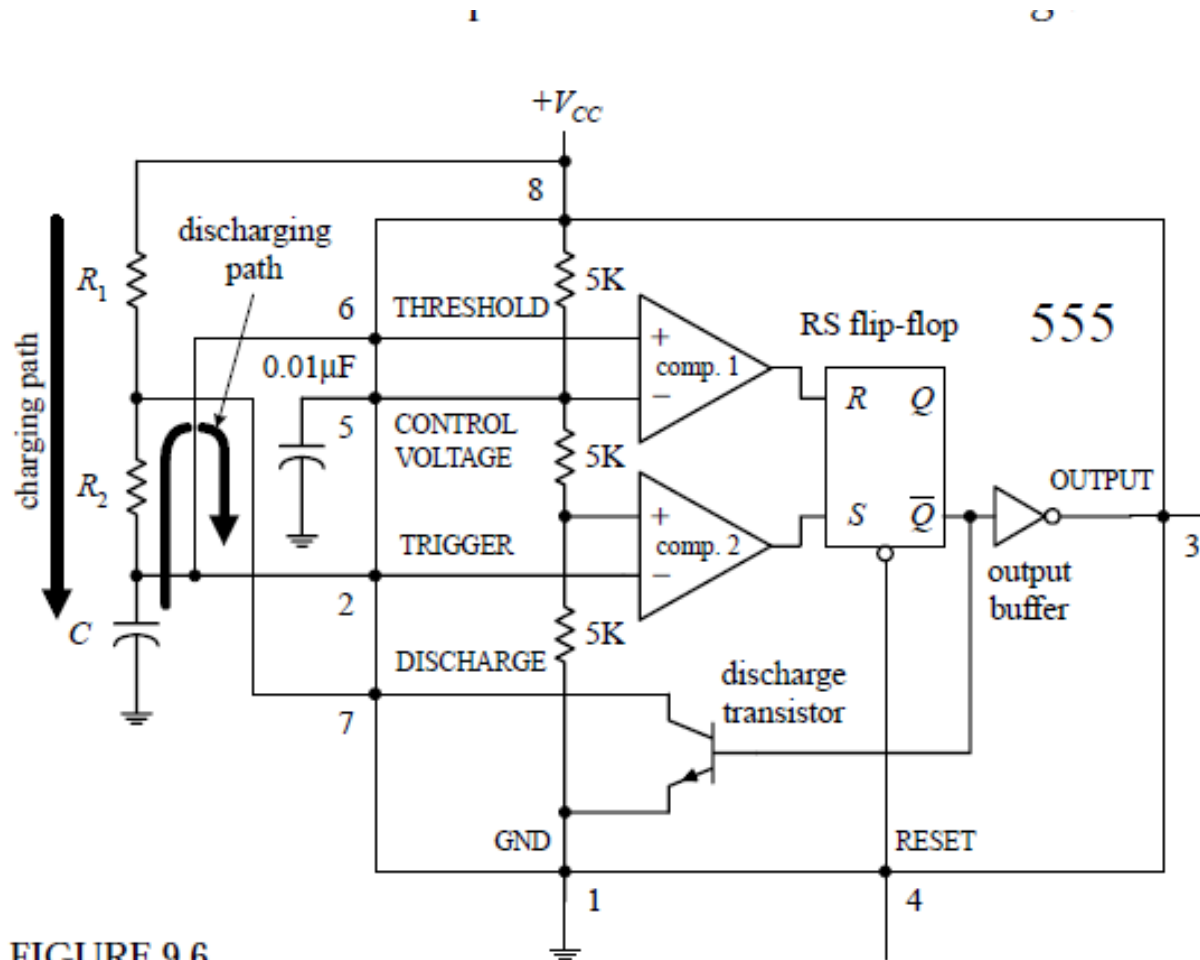 +VCC
8
discharging
path
R1
5K
6
THRESHOLD
RS flip-flop
555
0.01μF
+
comp. 1
−
R
Q
charging path
5
CONTROL
VOLTAGE
5K
R2
OUTPUT
+
comp. 2
−
S
Q̅
TRIGGER
3
2
output
buffer
C
5K
DISCHARGE
discharge
transistor
7
GND
RESET
1
4
FIGURE 9.6